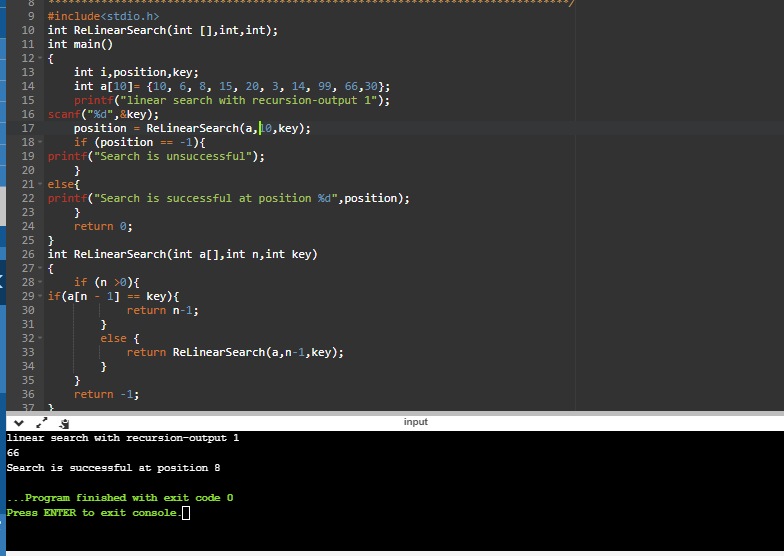 8 ******************************************************************************/
9 #include<stdio.h>
10 int ReLinearSearch(int [],int,int);
11 int main()
12 {
13 int i,position,key;
14 int a[10]= {10, 6, 8, 15, 20, 3, 14, 99, 66,30};
15 printf("linear search with recursion-output 1");
16 scanf("%d",&key);
17 position = ReLinearSearch(a,10,key);
18 if (position == -1){
19 printf("Search is unsuccessful");
20 }
21 else{
22 printf("Search is successful at position %d",position);
23 }
24 return 0;
25 }
26 int ReLinearSearch(int a[],int n,int key)
27 {
28 if (n >0){
29 if(a[n - 1] == key){
30 return n-1;
31 }
32 else {
33 return ReLinearSearch(a,n-1,key);
34 }
35 }
36 return -1;
37 }
input
linear search with recursion-output 1
66
Search is successful at position 8
...Program finished with exit code 0
Press ENTER to exit console.